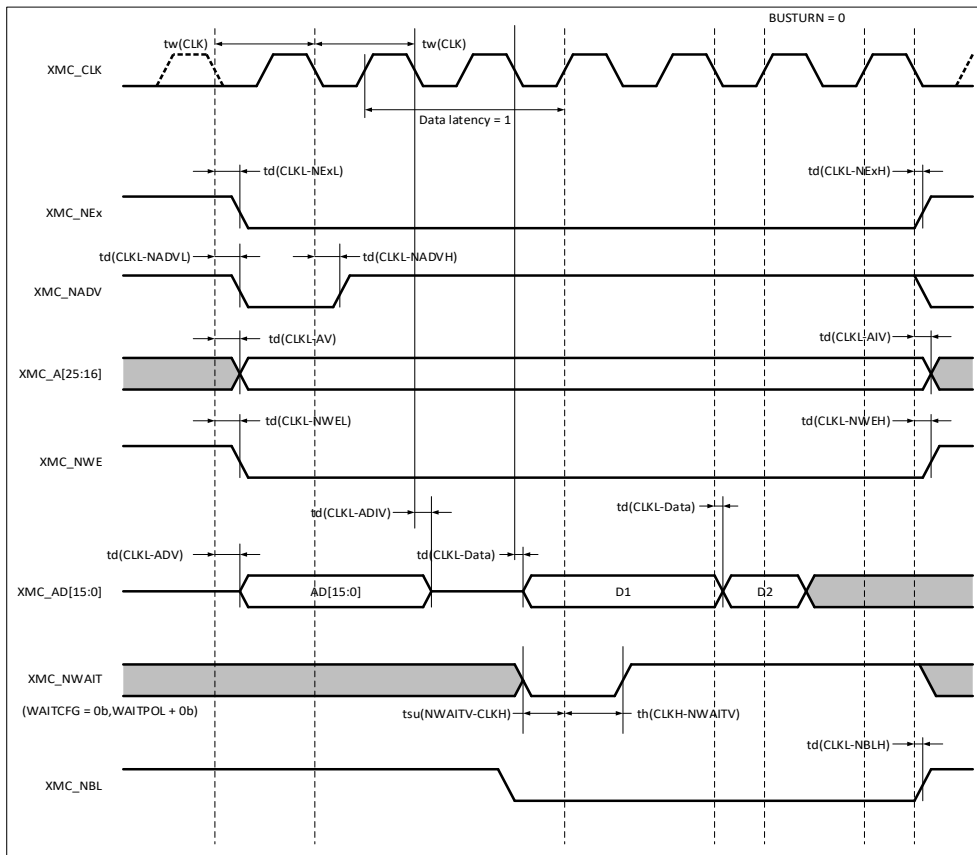 BUSTURN = 0
tw(CLK)
tw(CLK)
XMC_CLK
Data latency = 1
td(CLKL-NExL)
td(CLKL-NExH)
XMC_NEx
td(CLKL-NADVL)
td(CLKL-NADVH)
XMC_NADV
td(CLKL-AV)
td(CLKL-AIV)
XMC_A[25:16]
td(CLKL-NWEL)
td(CLKL-NWEH)
XMC_NWE
td(CLKL-ADIV)
td(CLKL-Data)
td(CLKL-ADV)
td(CLKL-Data)
XMC_AD[15:0]
AD[15:0]
D1
D2
XMC_NWAIT
(WAITCFG = 0b,WAITPOL + 0b)
tsu(NWAITV-CLKH)
th(CLKH-NWAITV)
td(CLKL-NBLH)
XMC_NBL